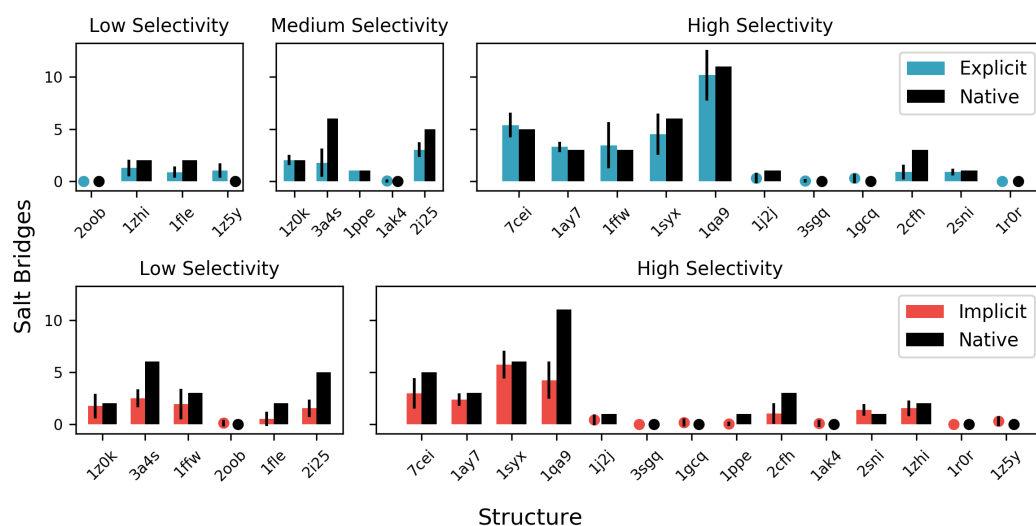 Low Selectivity
Medium Selectivity
High Selectivity
10
5
0
Explicit
Native
2oob
1zhi
1fle
1z5y
1z0k
3a4s
1ppe
1ak4
2i25
7cei
1ay7
1ffw
1syx
1qa9
1j2j
3sgq
1gcq
2cfh
2sni
1r0r
Salt Bridges
Low Selectivity
High Selectivity
10
5
0
Implicit
Native
1z0k
3a4s
1ffw
2oob
1fle
2i25
7cei
1ay7
1syx
1qa9
1j2j
3sgq
1gcq
1ppe
2cfh
1ak4
2sni
1zhi
1r0r
1z5y
Structure